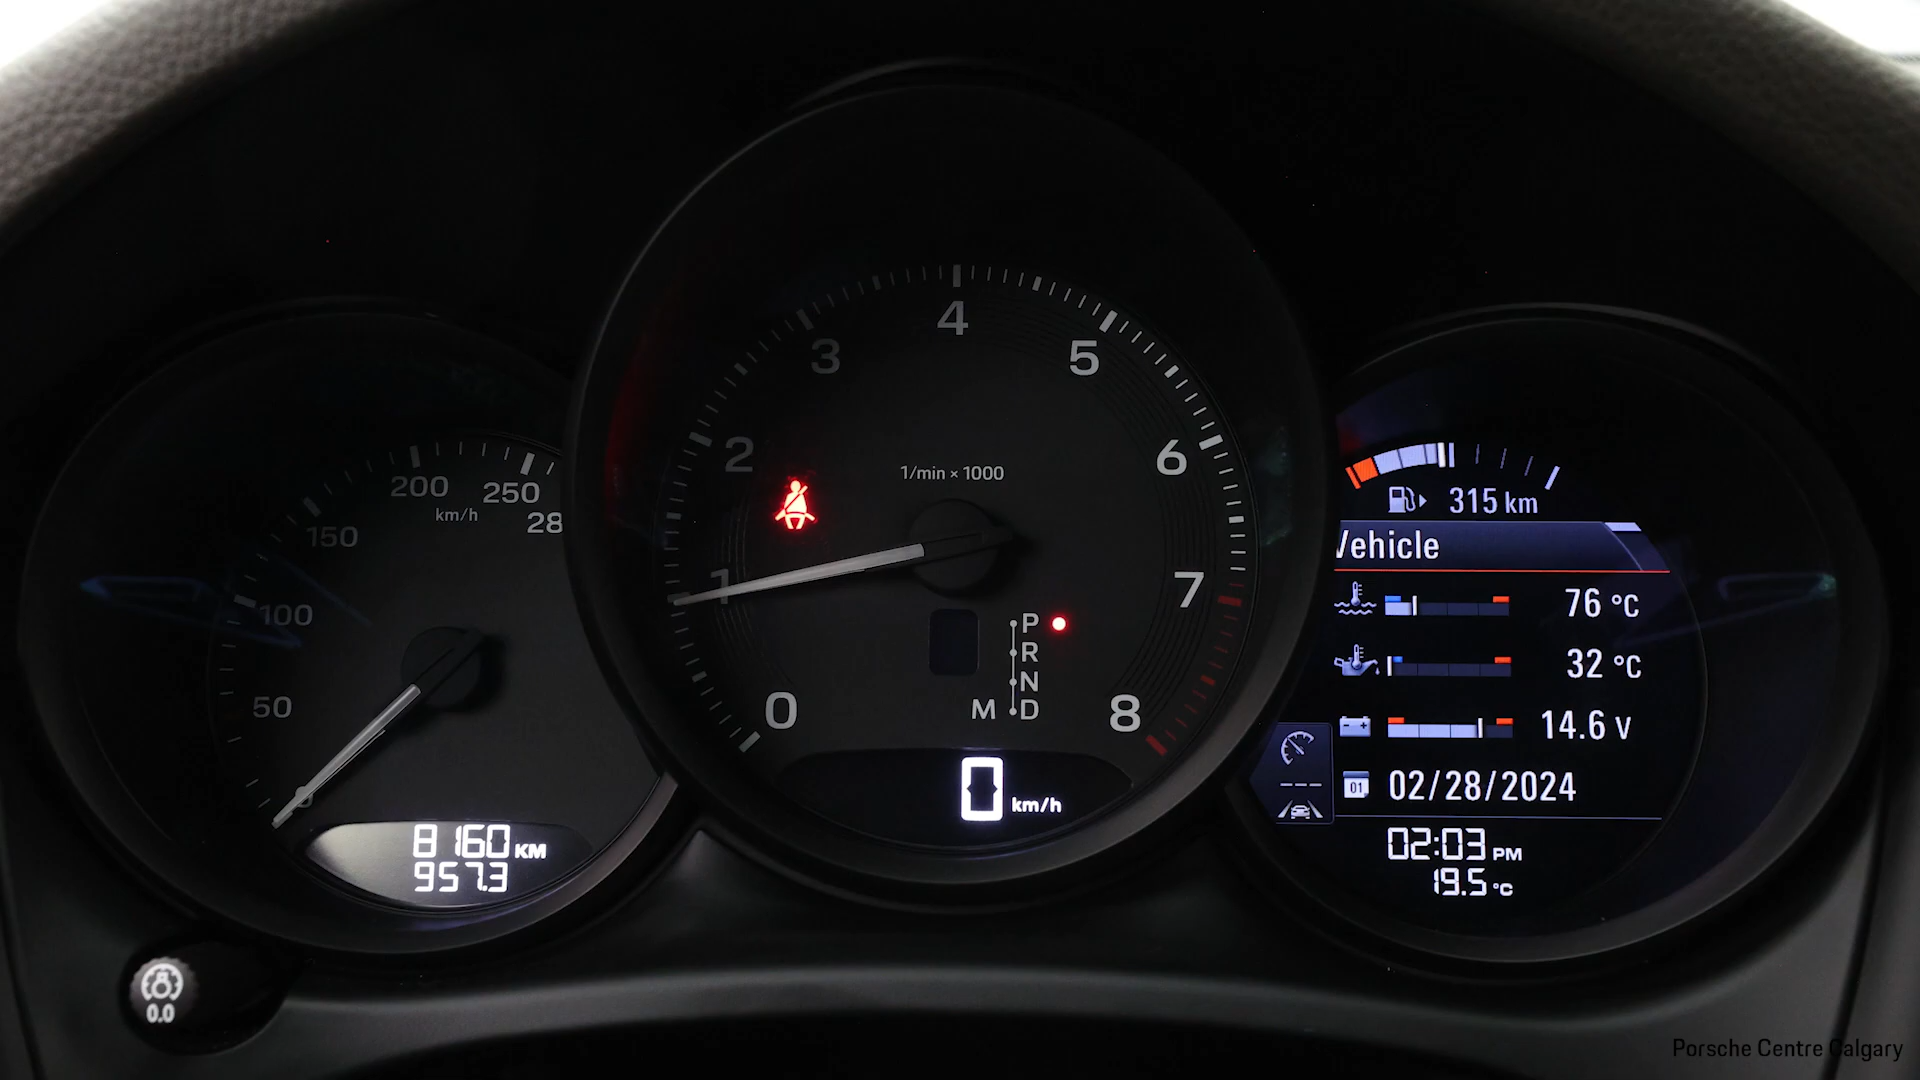 50
100
150
200
250
28
km/h
8160 KM
957.3
0.0
0
1
2
3
4
5
6
7
8
1/min × 1000
P
R
N
M D
0 km/h
315 km
Vehicle
76 °C
32 °C
14.6 V
01 02/28/2024
02:03 PM
19.5 °C
Porsche Centre Calgary